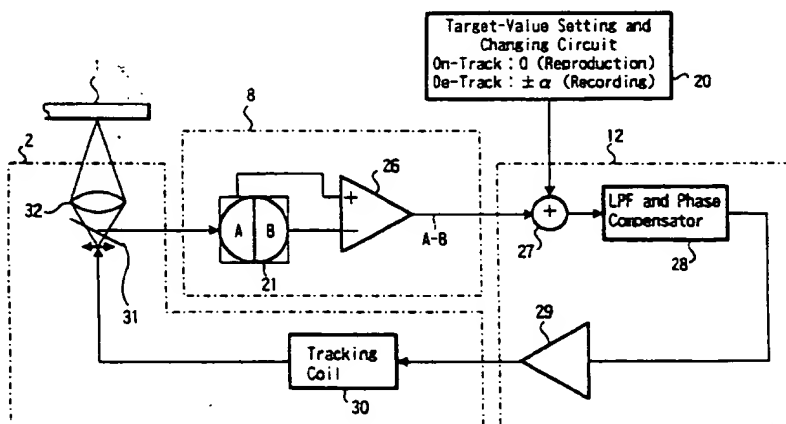 Target-Value Setting and
Changing Circuit
On-Track : 0 (Reproduction)
De-Track : ± α (Recording)
20
2
8
12
26
+
−
32
A
B
A-B
+
27
LPF and Phase
Compensator
28
21
31
29
Tracking
Coil
30